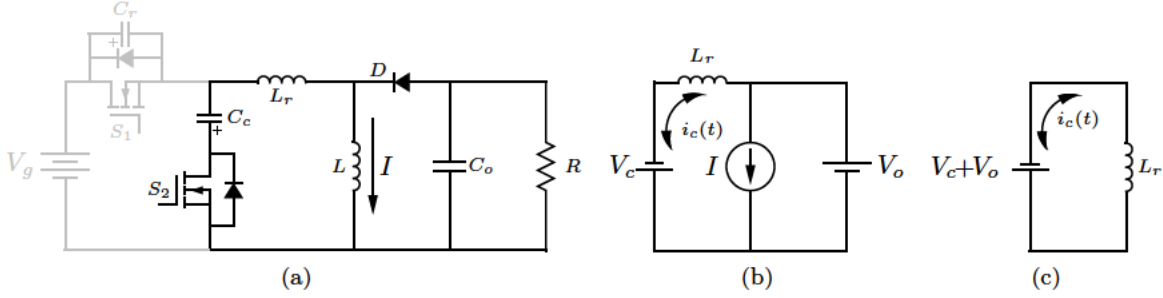 C_r
+
S_1
V_g
C_c
+
S_2
L_r
D
L
I
C_o
R
(a)
L_r
i_c(t)
V_c
I
V_o
(b)
i_c(t)
V_c+V_o
L_r
(c)